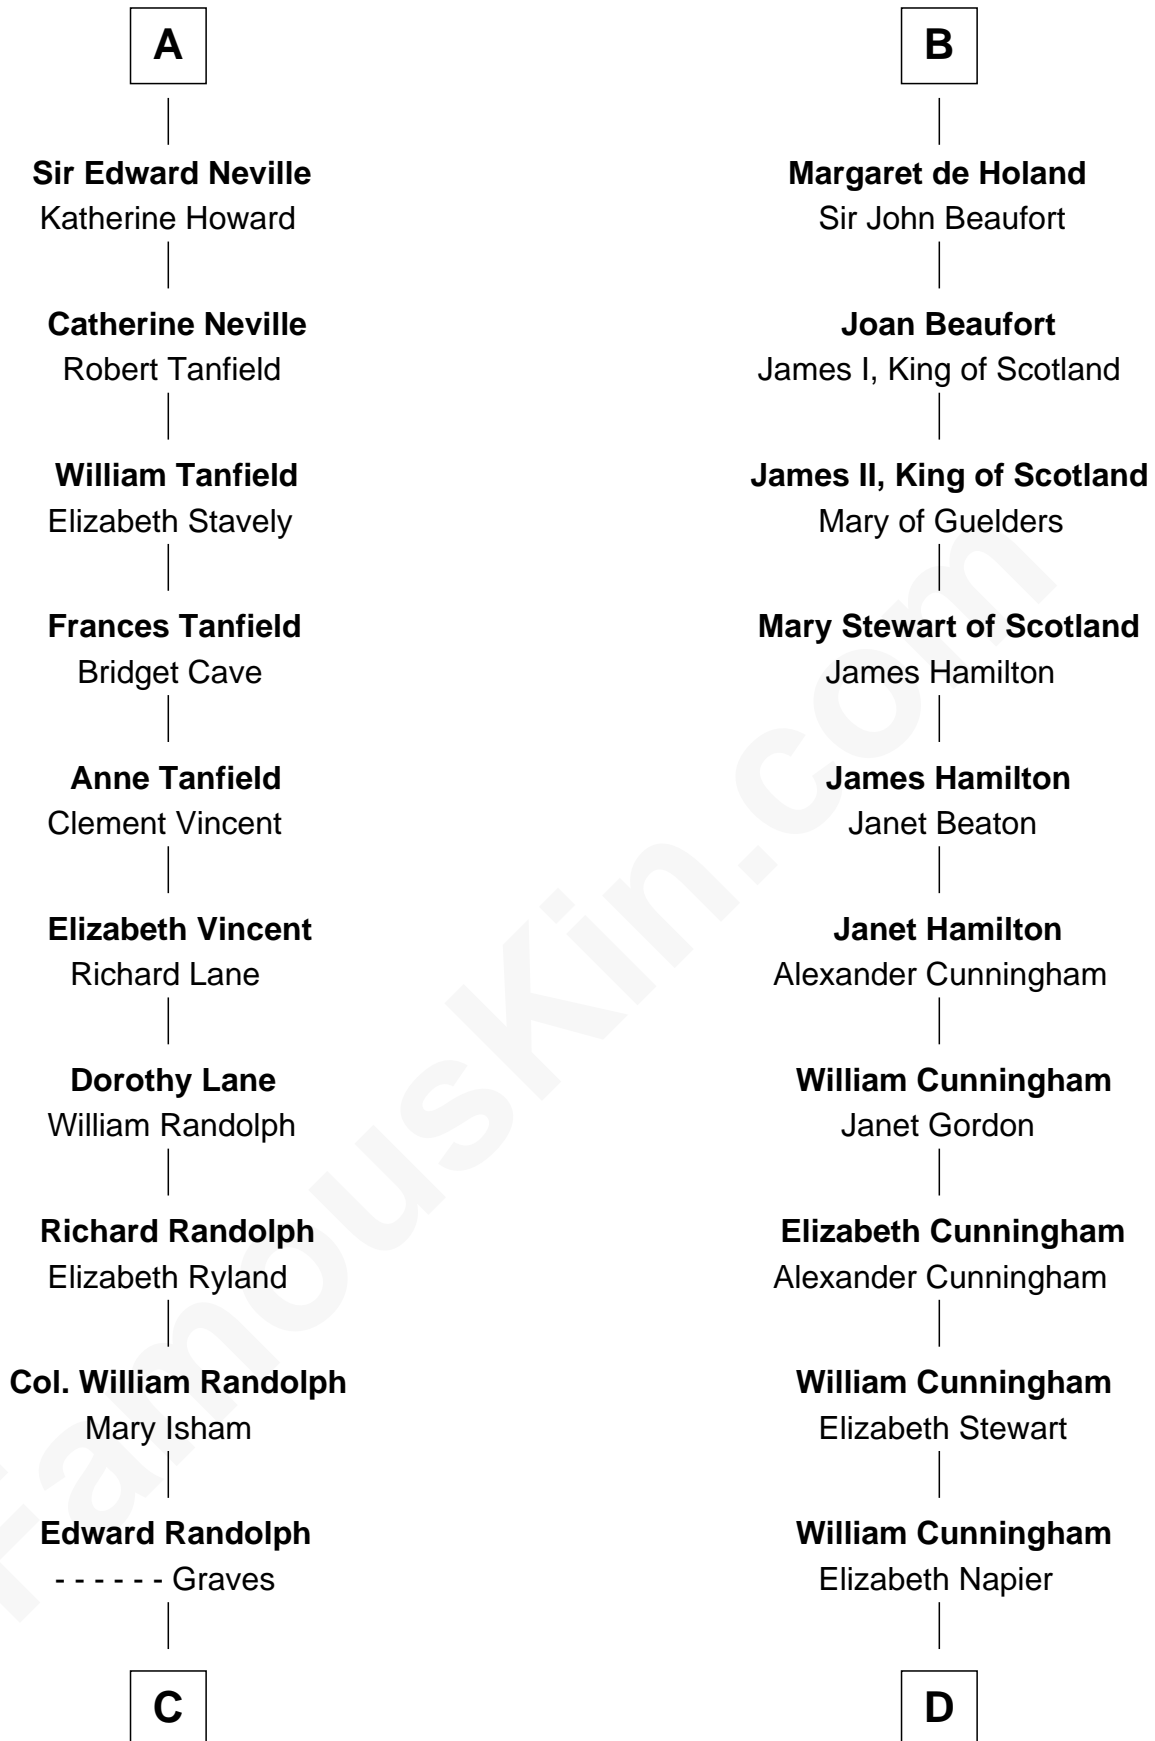 A
Sir Edward Neville
Katherine Howard
Catherine Neville
Robert Tanfield
William Tanfield
Elizabeth Stavely
Frances Tanfield
Bridget Cave
Anne Tanfield
Clement Vincent
Elizabeth Vincent
Richard Lane
Dorothy Lane
William Randolph
Richard Randolph
Elizabeth Ryland
Col. William Randolph
Mary Isham
Edward Randolph
- - - - - - Graves
C
B
Margaret de Holand
Sir John Beaufort
Joan Beaufort
James I, King of Scotland
James II, King of Scotland
Mary of Guelders
Mary Stewart of Scotland
James Hamilton
James Hamilton
Janet Beaton
Janet Hamilton
Alexander Cunningham
William Cunningham
Janet Gordon
Elizabeth Cunningham
Alexander Cunningham
William Cunningham
Elizabeth Stewart
William Cunningham
Elizabeth Napier
D
FamousKin.com